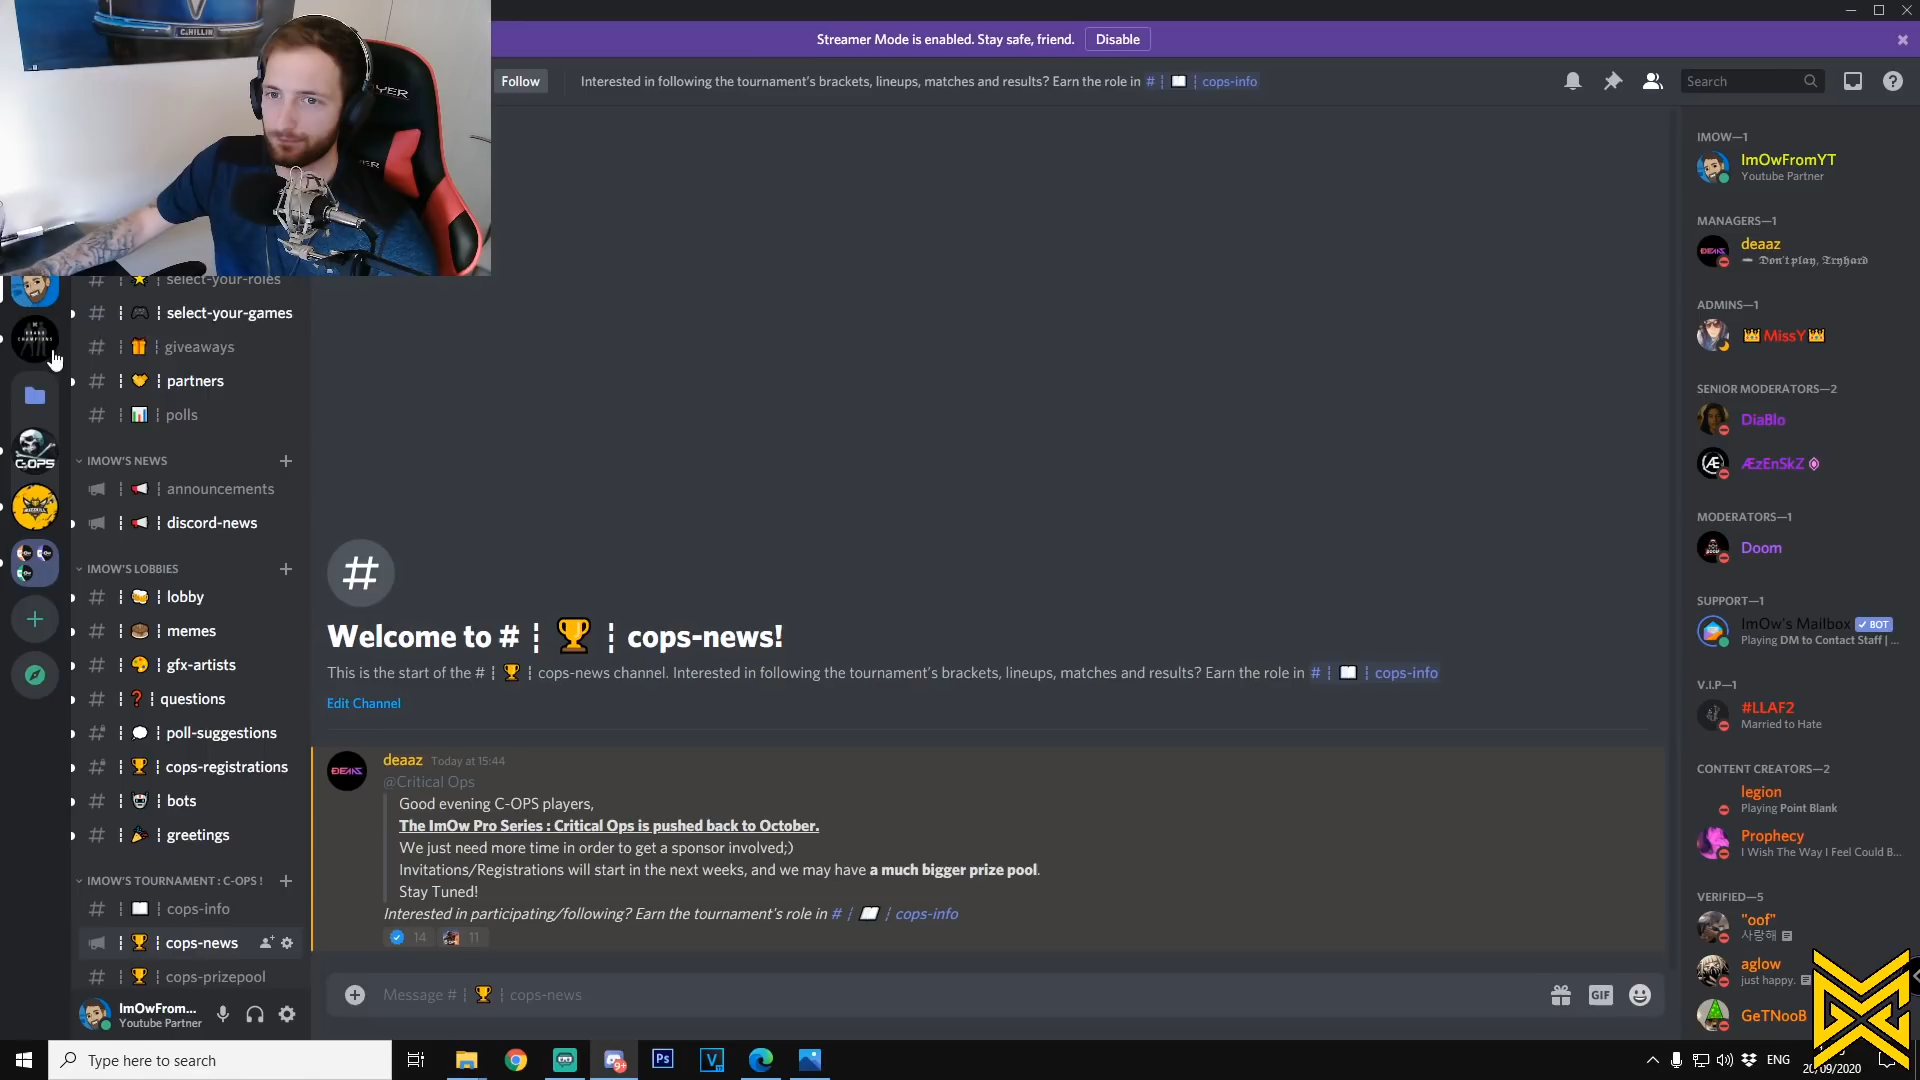 CHILLIN
Streamer Mode is enabled. Stay safe, friend. Disable
Follow
Interested in following the tournament's brackets, lineups, matches and results? Earn the role in # ┆ 📖 ┆ cops-info
Search
# ┆ ⭐ ┆ select-your-roles
# ┆ 🎮 ┆ select-your-games
# ┆ 🎁 ┆ giveaways
# ┆ 🤝 ┆ partners
# ┆ 📊 ┆ polls
IMOW'S NEWS
┆ 📢 ┆ announcements
┆ 📢 ┆ discord-news
IMOW'S LOBBIES
# ┆ 🍻 ┆ lobby
# ┆ ┆ memes
# ┆ 🎨 ┆ gfx-artists
# ┆ ❓ ┆ questions
# ┆ 💬 ┆ poll-suggestions
# ┆ 🏆 ┆ cops-registrations
# ┆ 🤖 ┆ bots
# ┆ 🎉 ┆ greetings
IMOW'S TOURNAMENT : C-OPS !
# ┆ 📖 ┆ cops-info
┆ 🏆 ┆ cops-news
# ┆ 🏆 ┆ cops-prizepool
C-OPS
ImOwFrom...
Youtube Partner
#
Welcome to # ┆ 🏆 ┆ cops-news!
This is the start of the # ┆ 🏆 ┆ cops-news channel. Interested in following the tournament's brackets, lineups, matches and results? Earn the role in # ┆ 📖 ┆ cops-info
Edit Channel
deaaz Today at 15:44
@Critical Ops
Good evening C-OPS players,
The ImOw Pro Series : Critical Ops is pushed back to October.
We just need more time in order to get a sponsor involved;)
Invitations/Registrations will start in the next weeks, and we may have a much bigger prize pool.
Stay Tuned!
Interested in participating/following? Earn the tournament's role in # ┆ 📖 ┆ cops-info
14 11
Message # ┆ 🏆 ┆ cops-news
GIF
IMOW—1
ImOwFromYT
Youtube Partner
MANAGERS—1
deaaz
𝕯𝖔𝖓'𝖙 𝖕𝖑𝖆𝖞, 𝕿𝖗𝖞𝖍𝖆𝖗𝖉
ADMINS—1
👑 MissY 👑
SENIOR MODERATORS—2
DiaBlo
ÆzEnSkZ
MODERATORS—1
Doom
SUPPORT—1
ImOw's Mailbox ✓ BOT
Playing DM to Contact Staff | ...
V.I.P—1
#LLAF2
Married to Hate
CONTENT CREATORS—2
legion
Playing Point Blank
Prophecy
I Wish The Way I Feel Could B...
VERIFIED—5
"oof"
사랑해
aglow
just happy.
GeTNooB
Type here to search
Ps
V
ENG
20/09/2020